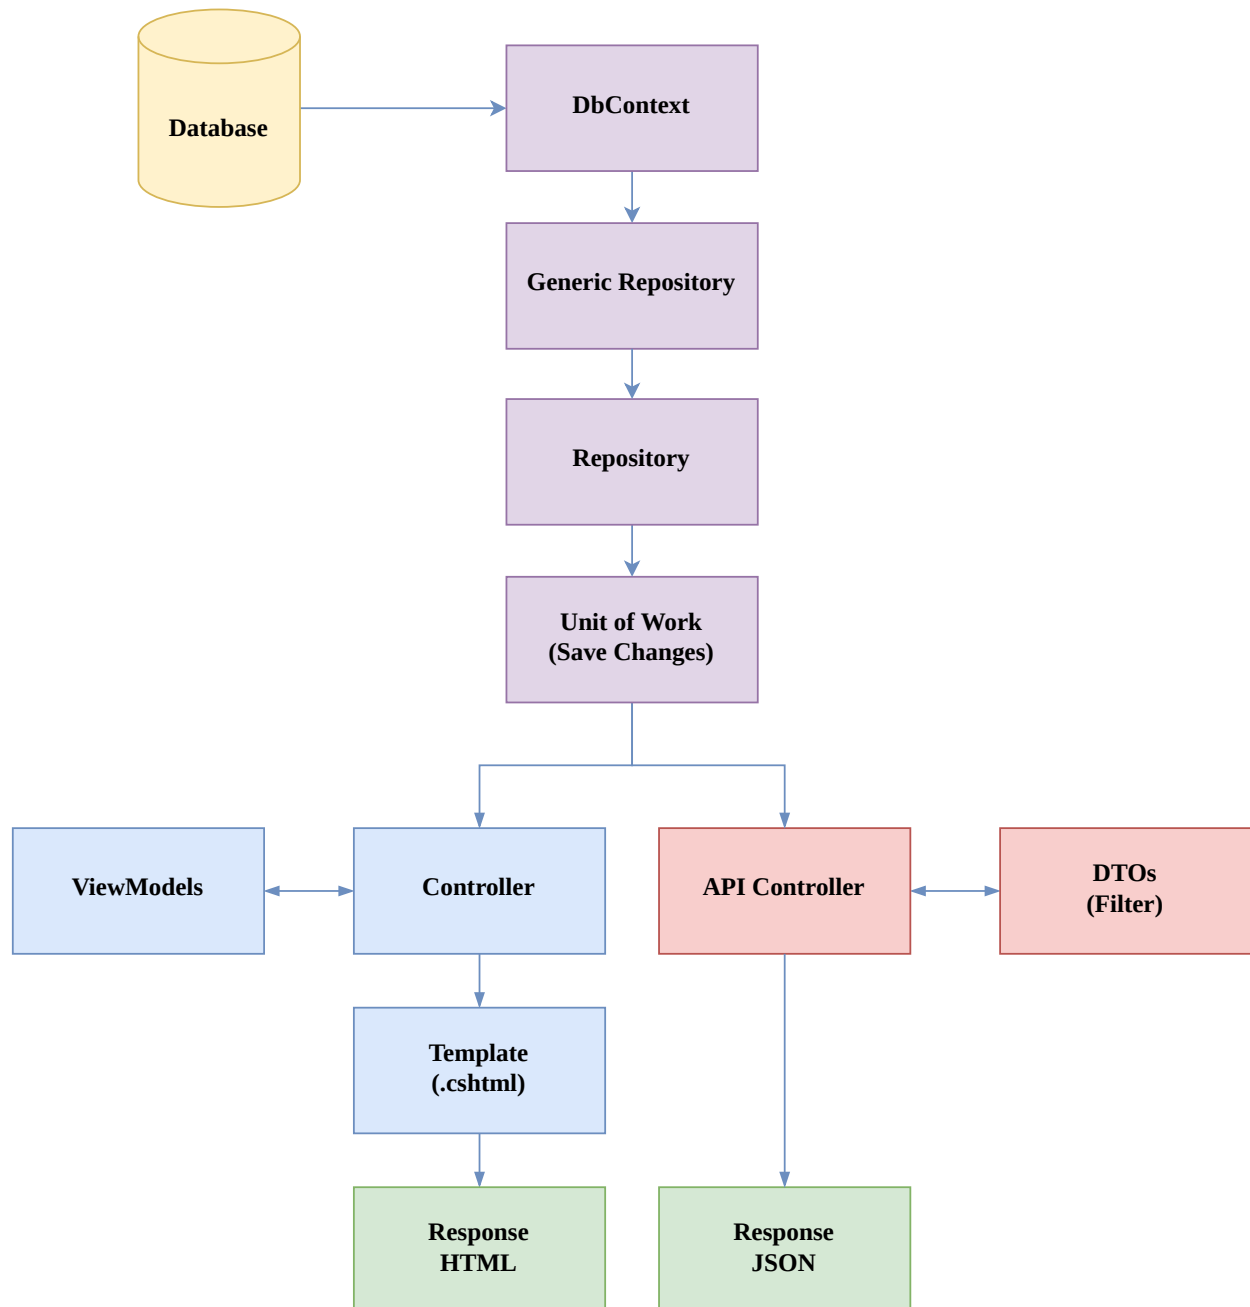 Database
DbContext
Generic Repository
Repository
Unit of Work
(Save Changes)
ViewModels
Controller
API Controller
DTOs
(Filter)
Template
(.cshtml)
Response
HTML
Response
JSON